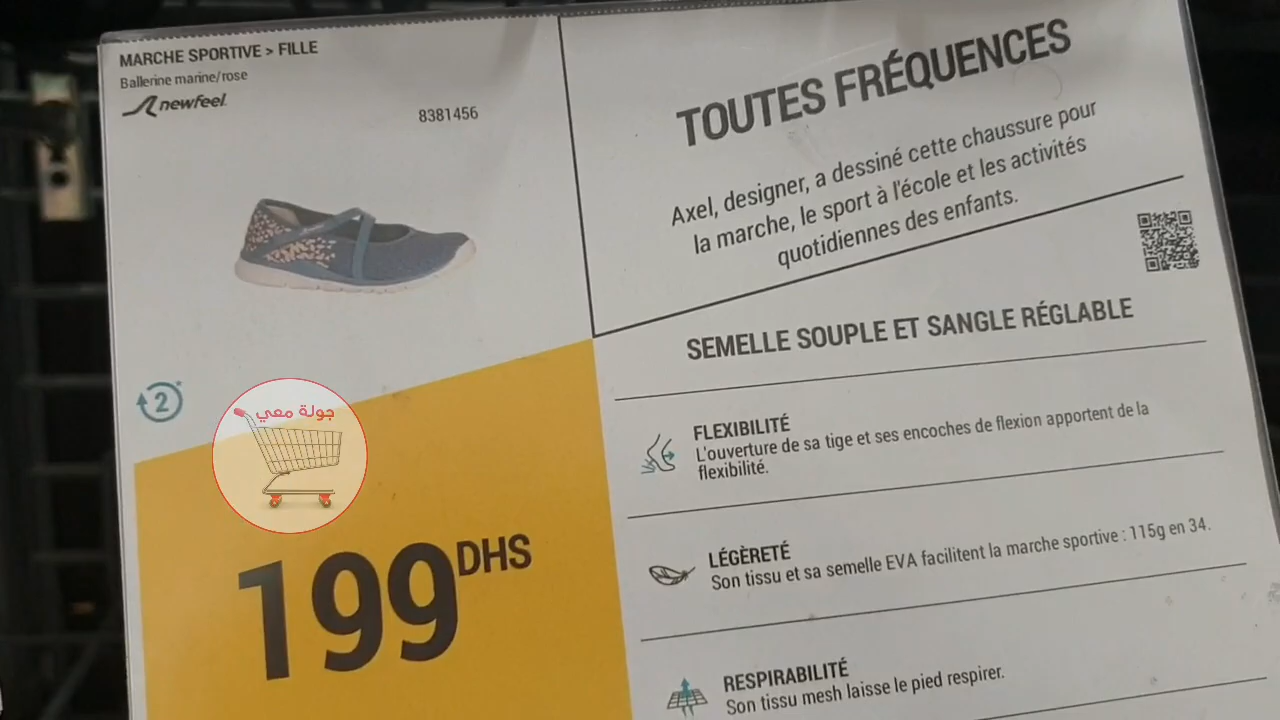 MARCHE SPORTIVE > FILLE
Ballerine marine/rose
newfeel
8381456
2
جولة معي
199 DHS
TOUTES FRÉQUENCES
Axel, designer, a dessiné cette chaussure pour
la marche, le sport à l'école et les activités
quotidiennes des enfants.
SEMELLE SOUPLE ET SANGLE RÉGLABLE
FLEXIBILITÉ
L'ouverture de sa tige et ses encoches de flexion apportent de la
flexibilité.
LÉGÈRETÉ
Son tissu et sa semelle EVA facilitent la marche sportive : 115g en 34.
RESPIRABILITÉ
Son tissu mesh laisse le pied respirer.